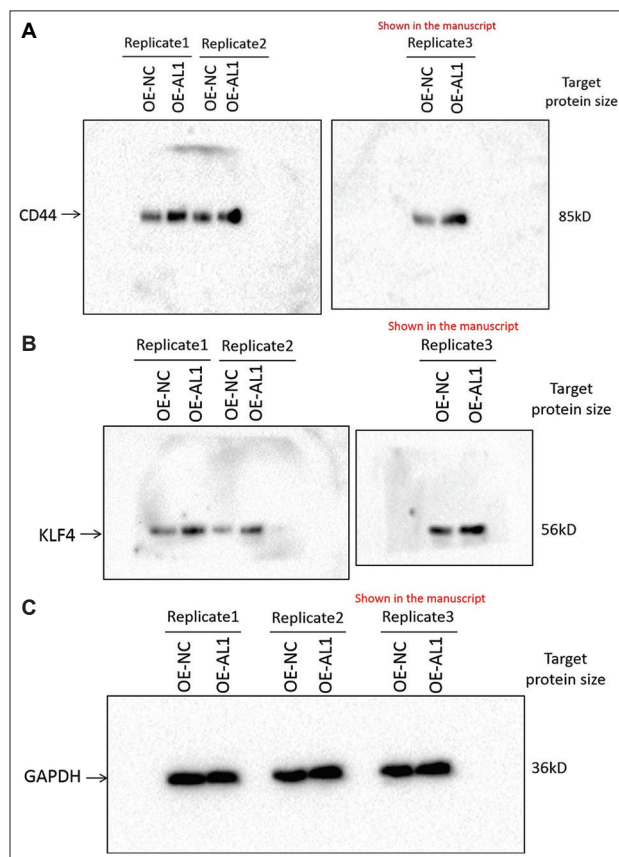 A
Shown in the manuscript
Replicate1 Replicate2 Replicate3
OE-NC OE-AL1 OE-NC OE-AL1 OE-NC OE-AL1
Target
protein size
CD44 85kD
B
Shown in the manuscript
Replicate1 Replicate2 Replicate3
OE-NC OE-AL1 OE-NC OE-AL1 OE-NC OE-AL1
Target
protein size
KLF4 56kD
C
Shown in the manuscript
Replicate1 Replicate2 Replicate3
OE-NC OE-AL1 OE-NC OE-AL1 OE-NC OE-AL1
Target
protein size
GAPDH 36kD